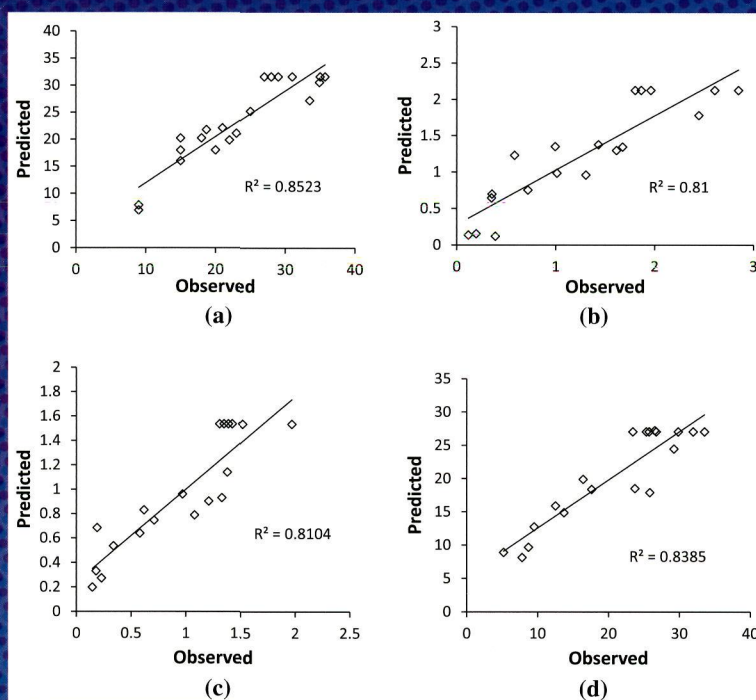 40
35
30
25
20
15
10
5
0
Predicted
R² = 0.8523
0 10 20 30 40
Observed
(a)
3
2.5
2
1.5
1
0.5
0
Predicted
R² = 0.81
0 1 2 3
Observed
(b)
2
1.8
1.6
1.4
1.2
1
0.8
0.6
0.4
0.2
0
Predicted
R² = 0.8104
0 0.5 1 1.5 2 2.5
Observed
(c)
35
30
25
20
15
10
5
0
Predicted
R² = 0.8385
0 10 20 30 40
Observed
(d)